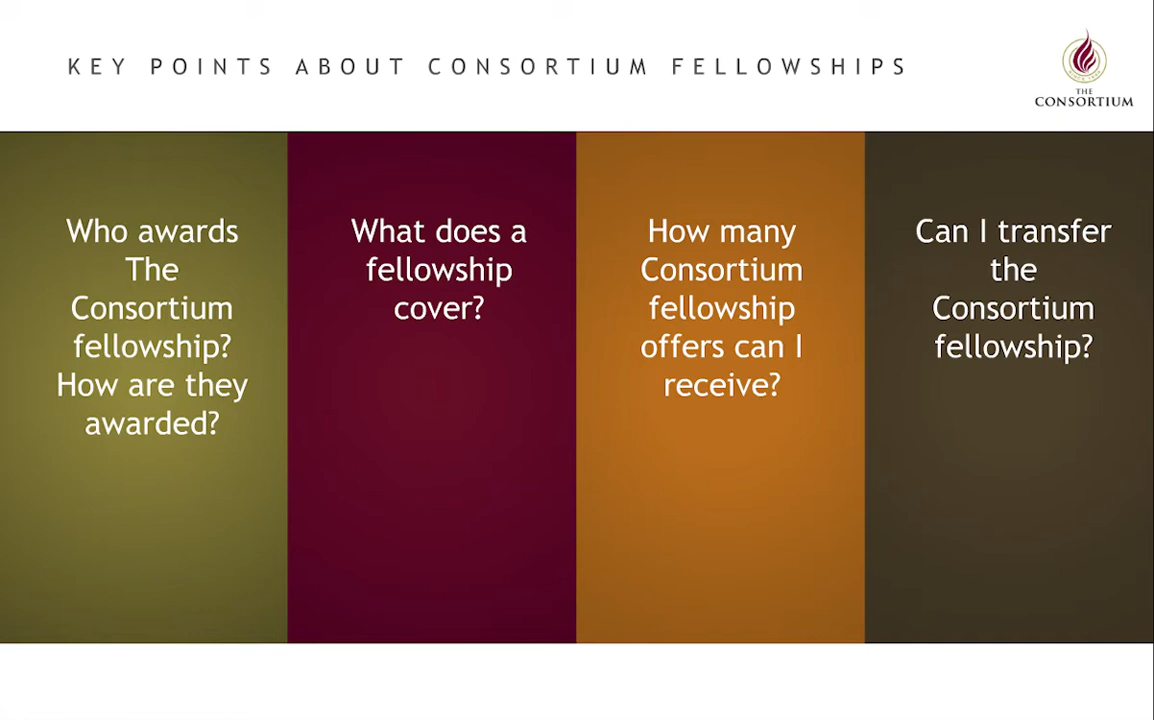 KEY POINTS ABOUT CONSORTIUM FELLOWSHIPS
THE
CONSORTIUM
Who awards
The
Consortium
fellowship?
How are they
awarded?
What does a
fellowship
cover?
How many
Consortium
fellowship
offers can I
receive?
Can I transfer
the
Consortium
fellowship?